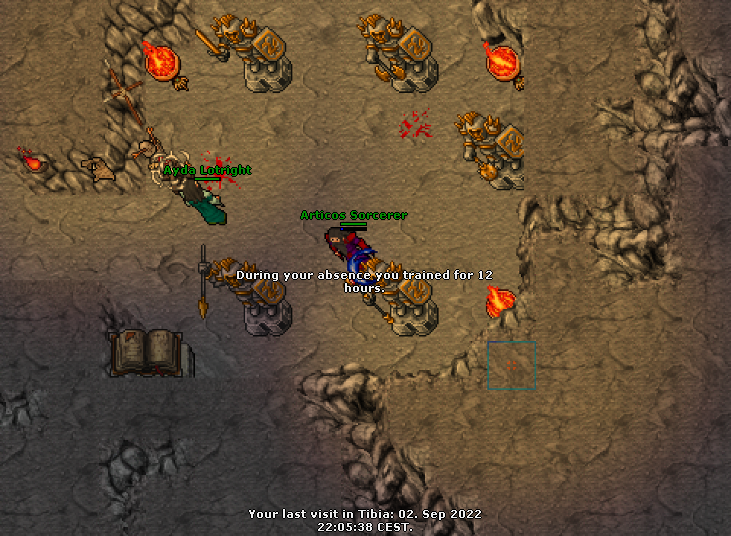 Ayda Lotright
Articos Sorcerer
During your absence you trained for 12
hours.
Your last visit in Tibia: 02. Sep 2022
22:05:38 CEST.